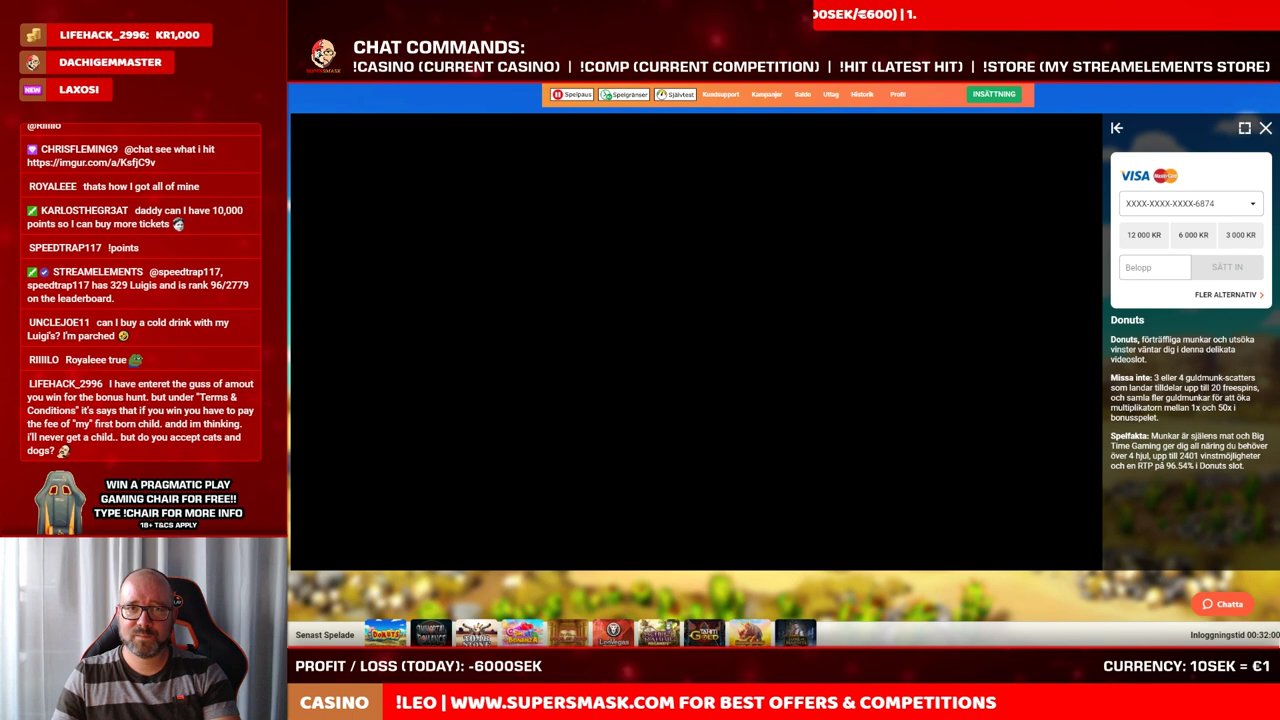 LIFEHACK_2996: KR1,000
DACHIGEMMASTER
NEW LAXOSI
@RIIIILO
CHRISFLEMING9 @chat see what i hit
https://imgur.com/a/KsfjC9v
ROYALEEE thats how I got all of mine
KARLOSTHEGR3AT daddy can I have 10,000
points so I can buy more tickets
SPEEDTRAP117 !points
STREAMELEMENTS @speedtrap117,
speedtrap117 has 329 Luigis and is rank 96/2779
on the leaderboard.
UNCLEJOE11 can I buy a cold drink with my
Luigi's? I'm parched
RIIIILO Royaleee true
LIFEHACK_2996 I have enteret the guss of amout
you win for the bonus hunt. but under "Terms &
Conditions" it's says that if you win you have to pay
the fee of "my" first born child. andd im thinking.
i'll never get a child.. but do you accept cats and
dogs?
WIN A PRAGMATIC PLAY
GAMING CHAIR FOR FREE!!
TYPE !CHAIR FOR MORE INFO
18+ T&CS APPLY
00SEK/€600) | 1.
SUPERSMASK
CHAT COMMANDS:
!CASINO (CURRENT CASINO) | !COMP (CURRENT COMPETITION) | !HIT (LATEST HIT) | !STORE (MY STREAMELEMENTS STORE)
Spelpaus Spelgränser Självtest Kundsupport Kampanjer Saldo Uttag Historik Profil INSÄTTNING
VISA MasterCard
XXXX-XXXX-XXXX-6874
12 000 KR 6 000 KR 3 000 KR
Belopp SÄTT IN
FLER ALTERNATIV
Donuts
Donuts, förträffliga munkar och utsöka
vinster väntar dig i denna delikata
videoslot.
Missa inte: 3 eller 4 guldmunk-scatters
som landar tilldelar upp till 20 freespins,
och samla fler guldmunkar för att öka
multiplikatorn mellan 1x och 50x i
bonusspelet.
Spelfakta: Munkar är själens mat och Big
Time Gaming ger dig all näring du behöver
över 4 hjul, upp till 2401 vinstmöjligheter
och en RTP på 96.54% i Donuts slot.
Chatta
Senast Spelade
DONUTS
Inloggningstid 00:32:00
PROFIT / LOSS (TODAY): -6000SEK
CURRENCY: 10SEK = €1
CASINO
!LEO | WWW.SUPERSMASK.COM FOR BEST OFFERS & COMPETITIONS